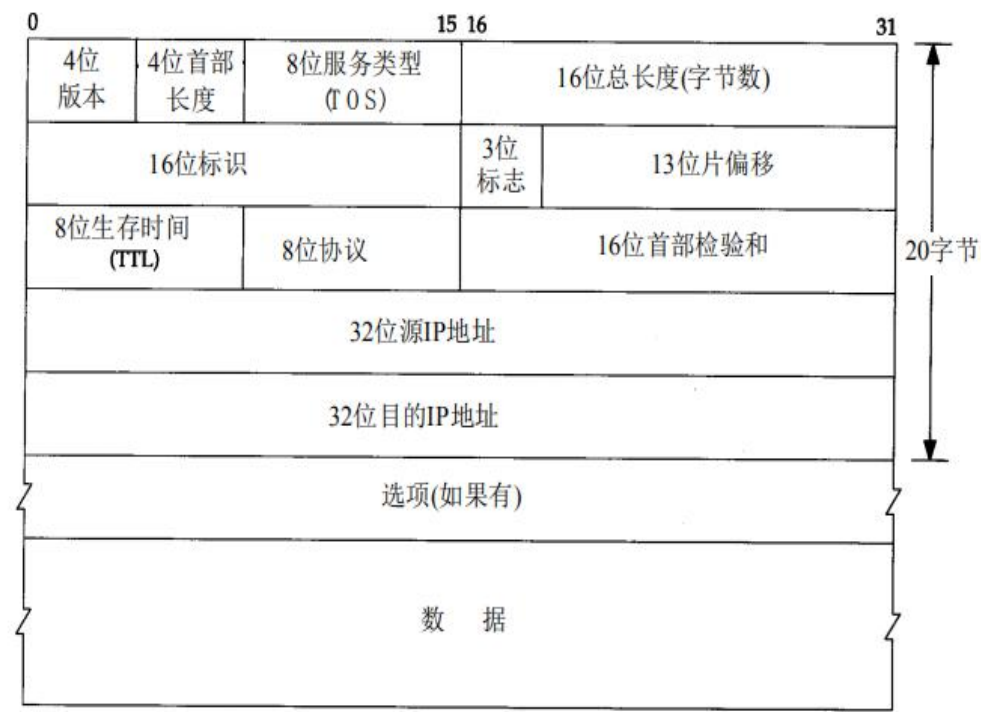 0 15 16 31
4位
版本
4位首部
长度
8位服务类型
(TOS)
16位总长度(字节数)
16位标识
3位
标志
13位片偏移
8位生存时间
(TTL)
8位协议
16位首部检验和
20字节
32位源IP地址
32位目的IP地址
选项(如果有)
数 据